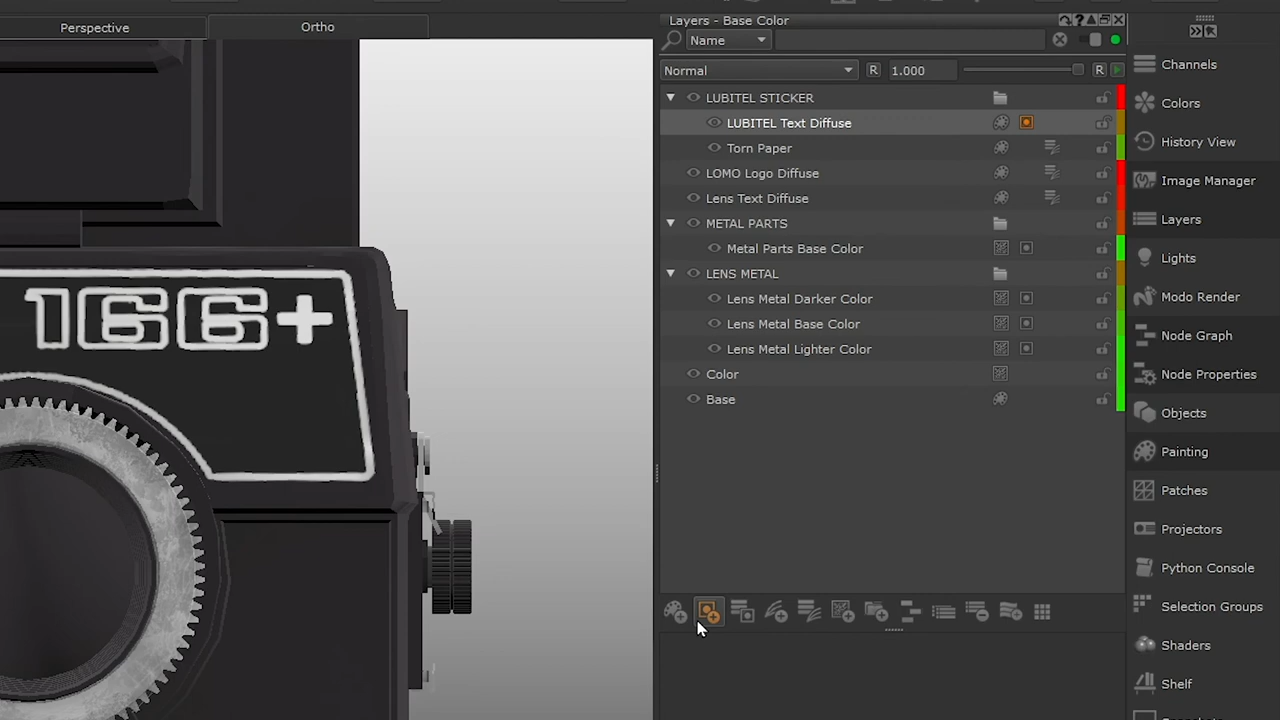 Perspective
Ortho
166+
Layers - Base Color
Name
Normal
R
1.000
R
LUBITEL STICKER
LUBITEL Text Diffuse
Torn Paper
LOMO Logo Diffuse
Lens Text Diffuse
METAL PARTS
Metal Parts Base Color
LENS METAL
Lens Metal Darker Color
Lens Metal Base Color
Lens Metal Lighter Color
Color
Base
Channels
Colors
History View
Image Manager
Layers
Lights
Modo Render
Node Graph
Node Properties
Objects
Painting
Patches
Projectors
Python Console
Selection Groups
Shaders
Shelf